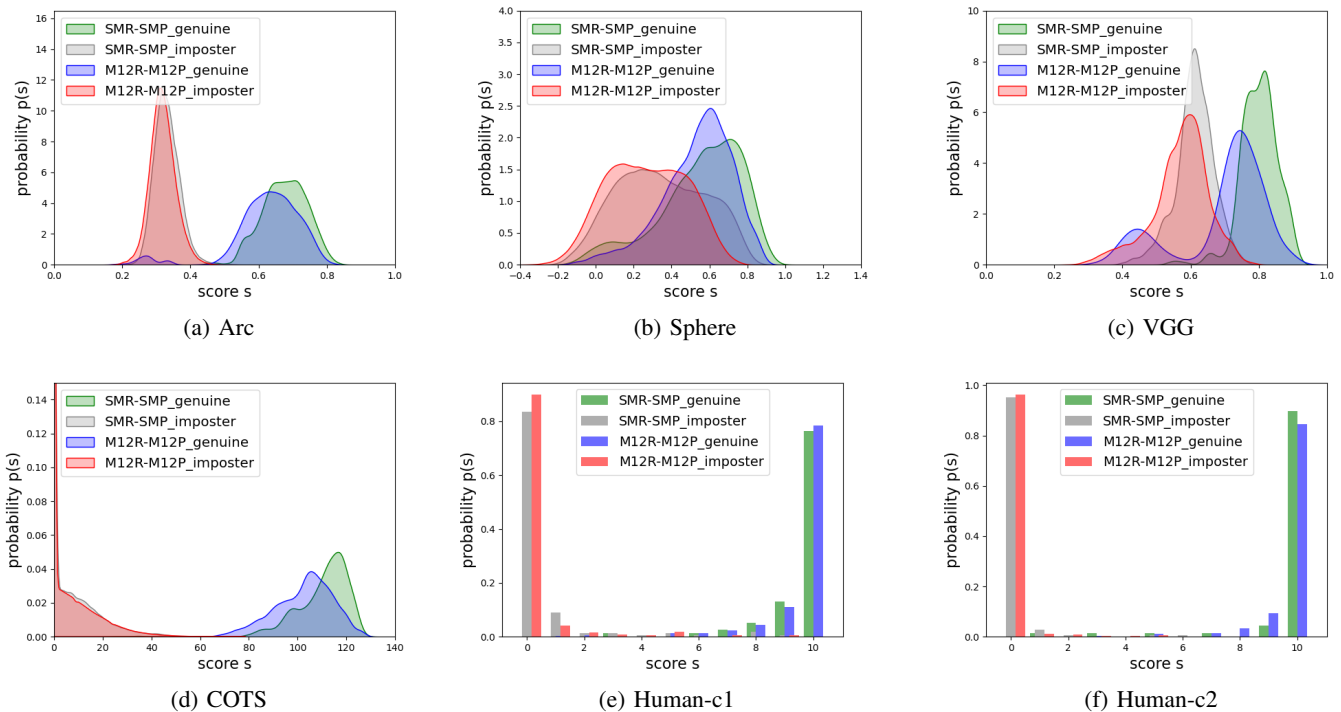 16
14
12
10
8
6
4
2
0
probability p(s)
SMR-SMP_genuine
SMR-SMP_imposter
M12R-M12P_genuine
M12R-M12P_imposter
0.0 0.2 0.4 0.6 0.8 1.0
score s
(a) Arc
4.0
3.5
3.0
2.5
2.0
1.5
1.0
0.5
0.0
probability p(s)
SMR-SMP_genuine
SMR-SMP_imposter
M12R-M12P_genuine
M12R-M12P_imposter
−0.4 −0.2 0.0 0.2 0.4 0.6 0.8 1.0 1.2 1.4
score s
(b) Sphere
10
8
6
4
2
0
probability p(s)
SMR-SMP_genuine
SMR-SMP_imposter
M12R-M12P_genuine
M12R-M12P_imposter
0.0 0.2 0.4 0.6 0.8 1.0
score s
(c) VGG
0.14
0.12
0.10
0.08
0.06
0.04
0.02
0.00
probability p(s)
SMR-SMP_genuine
SMR-SMP_imposter
M12R-M12P_genuine
M12R-M12P_imposter
0 20 40 60 80 100 120 140
score s
(d) COTS
0.8
0.6
0.4
0.2
0.0
probability p(s)
SMR-SMP_genuine
SMR-SMP_imposter
M12R-M12P_genuine
M12R-M12P_imposter
0 2 4 6 8 10
score s
(e) Human-c1
1.0
0.8
0.6
0.4
0.2
0.0
probability p(s)
SMR-SMP_genuine
SMR-SMP_imposter
M12R-M12P_genuine
M12R-M12P_imposter
0 2 4 6 8 10
score s
(f) Human-c2